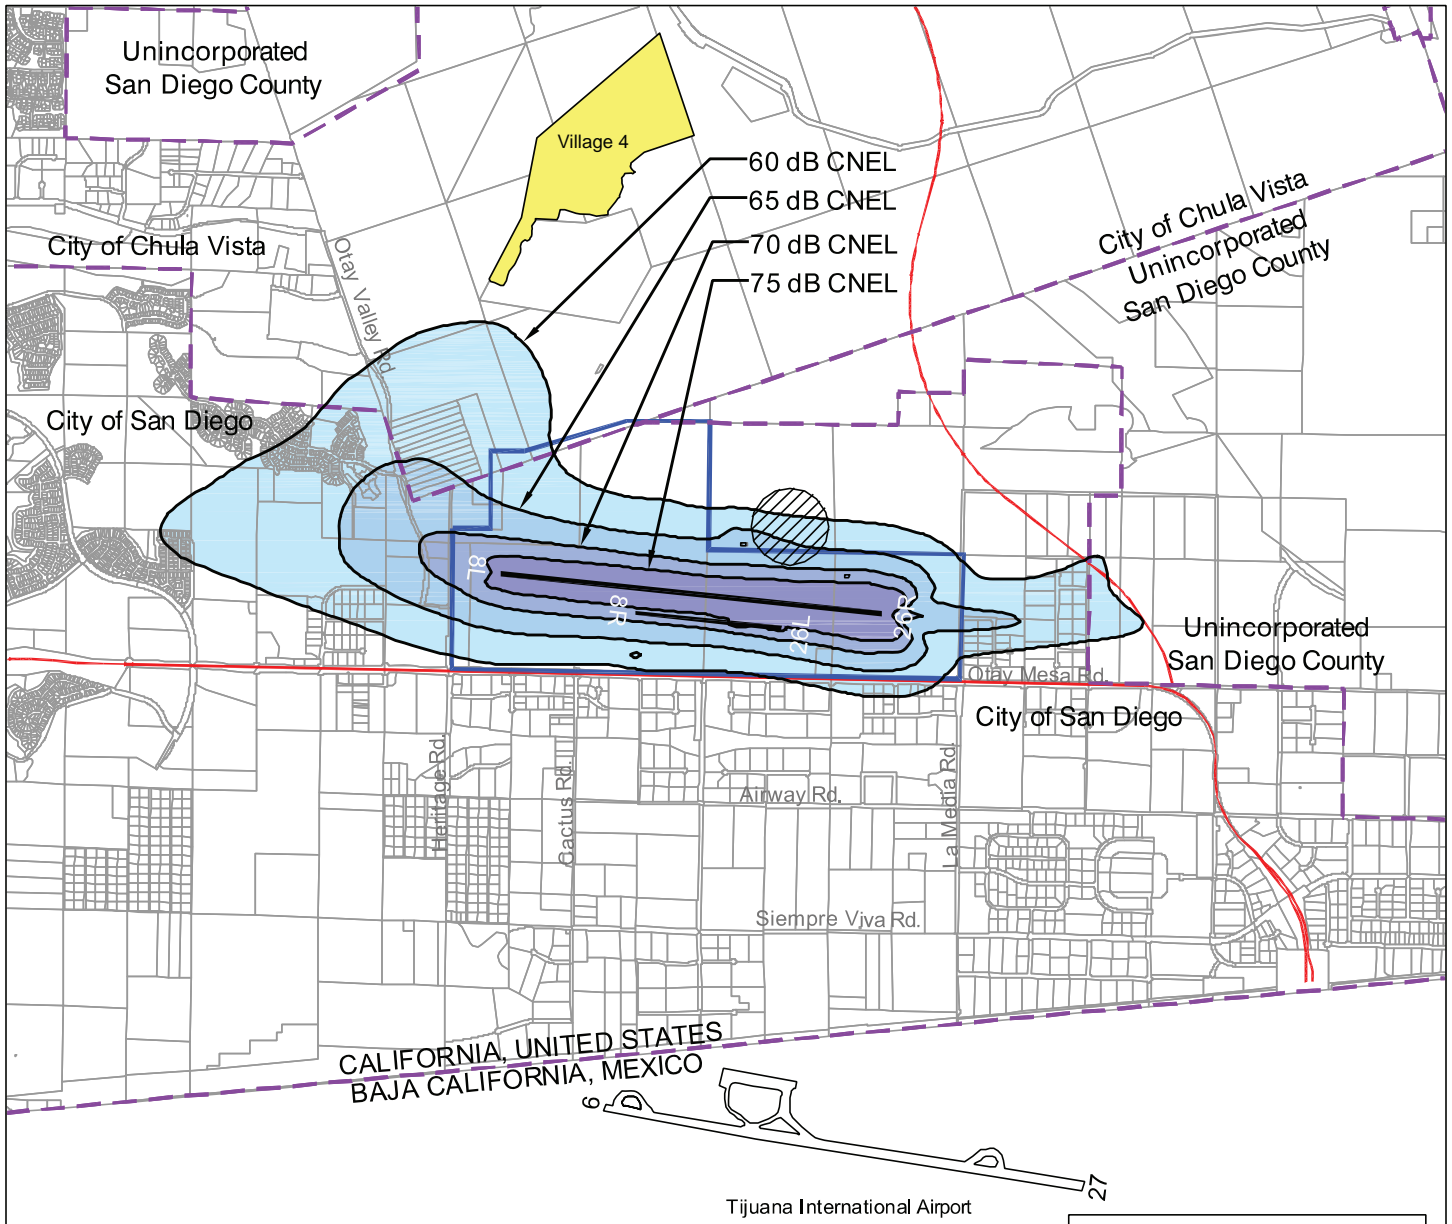 Unincorporated
San Diego County
Village 4
60 dB CNEL
65 dB CNEL
70 dB CNEL
75 dB CNEL
City of Chula Vista
Unincorporated
San Diego County
City of Chula Vista
Otay Valley Rd
City of San Diego
8L
8R
26L
26R
Unincorporated
San Diego County
Otay Mesa Rd.
City of San Diego
Heritage Rd.
Cactus Rd.
Airway Rd.
La Media Rd.
Siempre Viva Rd.
CALIFORNIA, UNITED STATES
BAJA CALIFORNIA, MEXICO
9
27
Tijuana International Airport